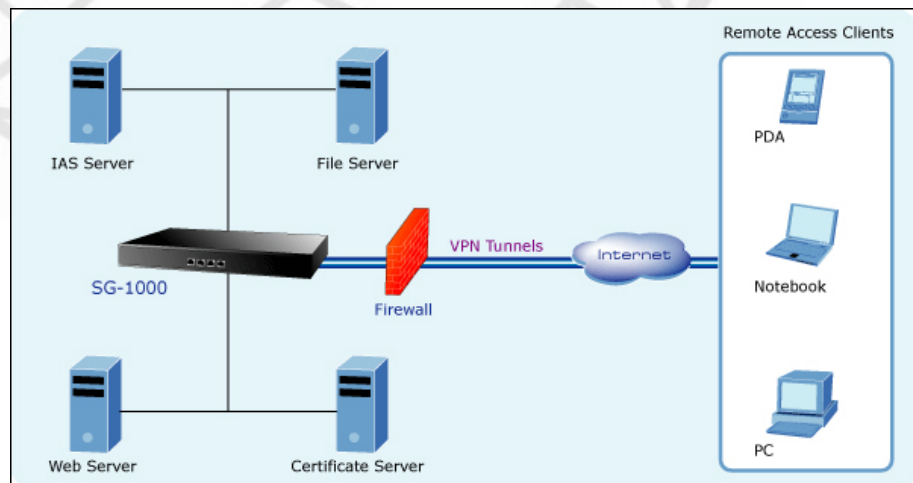 Remote Access Clients
IAS Server
File Server
PDA
VPN Tunnels
Internet
SG-1000
Firewall
Notebook
Web Server
Certificate Server
PC